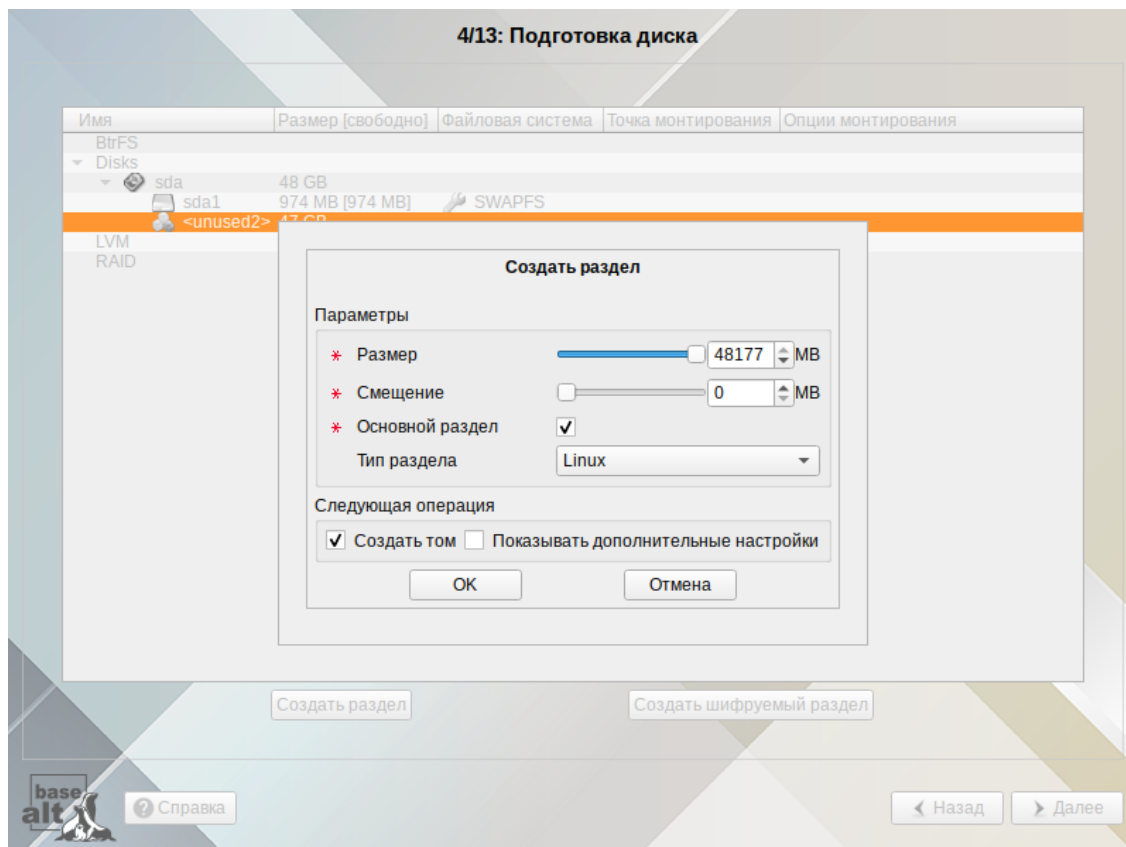 4/13: Подготовка диска
Имя Размер [свободно] Файловая система Точка монтирования Опции монтирования
BtrFS
Disks
sda 48 GB
sda1 974 MB [974 MB] SWAPFS
<unused2> 47 GB
LVM
RAID
Создать раздел
Параметры
* Размер 48177 MB
* Смещение 0 MB
* Основной раздел
Тип раздела Linux
Следующая операция
Создать том Показывать дополнительные настройки
OK Отмена
Создать раздел Создать шифруемый раздел
base
alt
Справка Назад Далее